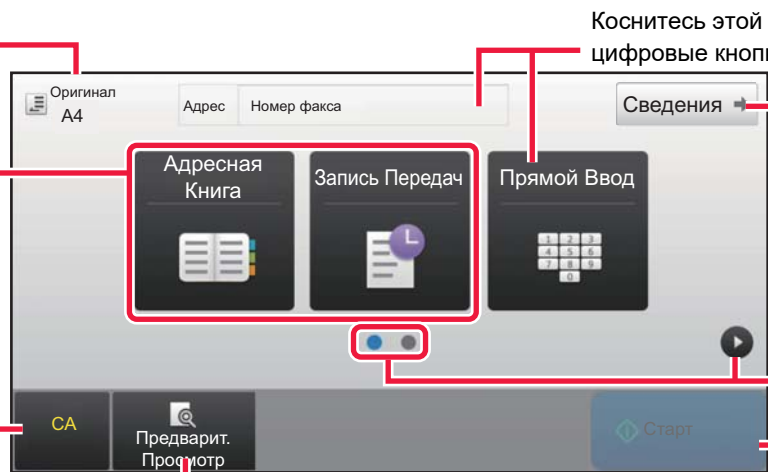 Коснитесь этой
цифровые кнопк
Оригинал
A4
Адрес
Номер факса
Сведения
Адресная
Книга
Запись Передач
Прямой Ввод
1 2 3
4 5 6
7 8 9
0
CA
Предварит.
Просмотр
Старт